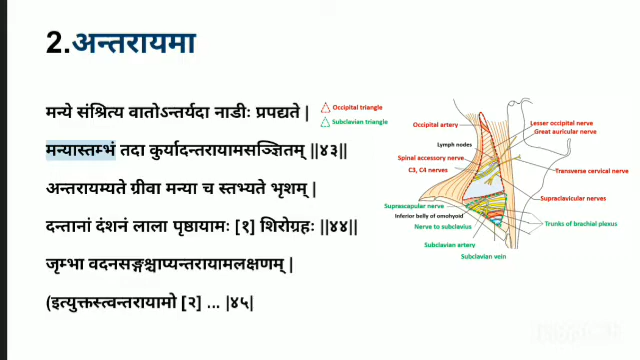 2.अन्तरायमा
मन्ये संश्रित्य वातोऽन्तर्यदा नाडीः प्रपद्यते |
मन्यास्तम्भं तदा कुर्यादन्तरायामसञ्ज्ञितम् ||४३||
अन्तरायम्यते ग्रीवा मन्या च स्तभ्यते भृशम् |
दन्तानां दंशनं लाला पृष्ठायामः [१] शिरोग्रहः ||४४||
जृम्भा वदनसङ्गश्चाप्यन्तरायामलक्षणम् |
(इत्युक्तस्त्वन्तरायामो [२] ... |४५|
Occipital triangle
Subclavian triangle
Occipital artery
Lymph nodes
Spinal accessory nerve
C3, C4 nerves
Suprascapular nerve
Inferior belly of omohyoid
Nerve to subclavius
Subclavian artery
Subclavian vein
Lesser occipital nerve
Great auricular nerve
Transverse cervical nerve
Supraclavicular nerves
Trunks of brachial plexus